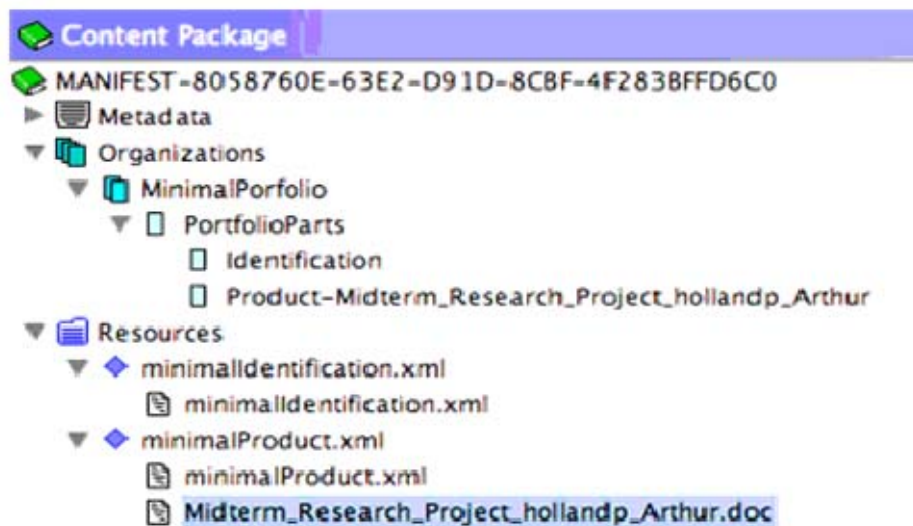 Content Package
MANIFEST-8058760E-63E2-D91D-8CBF-4F283BFFD6C0
Metadata
Organizations
MinimalPorfolio
PortfolioParts
Identification
Product-Midterm_Research_Project_hollandp_Arthur
Resources
minimalIdentification.xml
minimalIdentification.xml
minimalProduct.xml
minimalProduct.xml
Midterm_Research_Project_hollandp_Arthur.doc